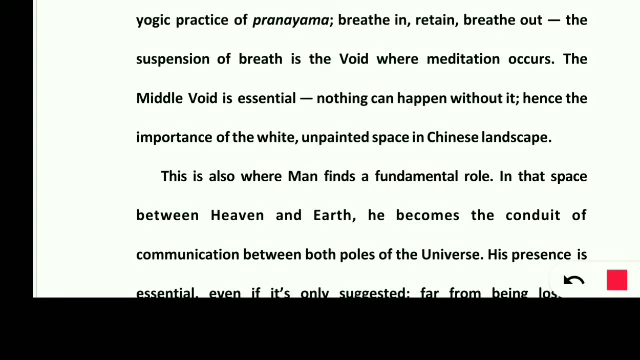 yogic practice of pranayama; breathe in, retain, breathe out — the
suspension of breath is the Void where meditation occurs. The
Middle Void is essential — nothing can happen without it; hence the
importance of the white, unpainted space in Chinese landscape.
This is also where Man finds a fundamental role. In that space
between Heaven and Earth, he becomes the conduit of
communication between both poles of the Universe. His presence is
essential, even if it's only suggested; far from being